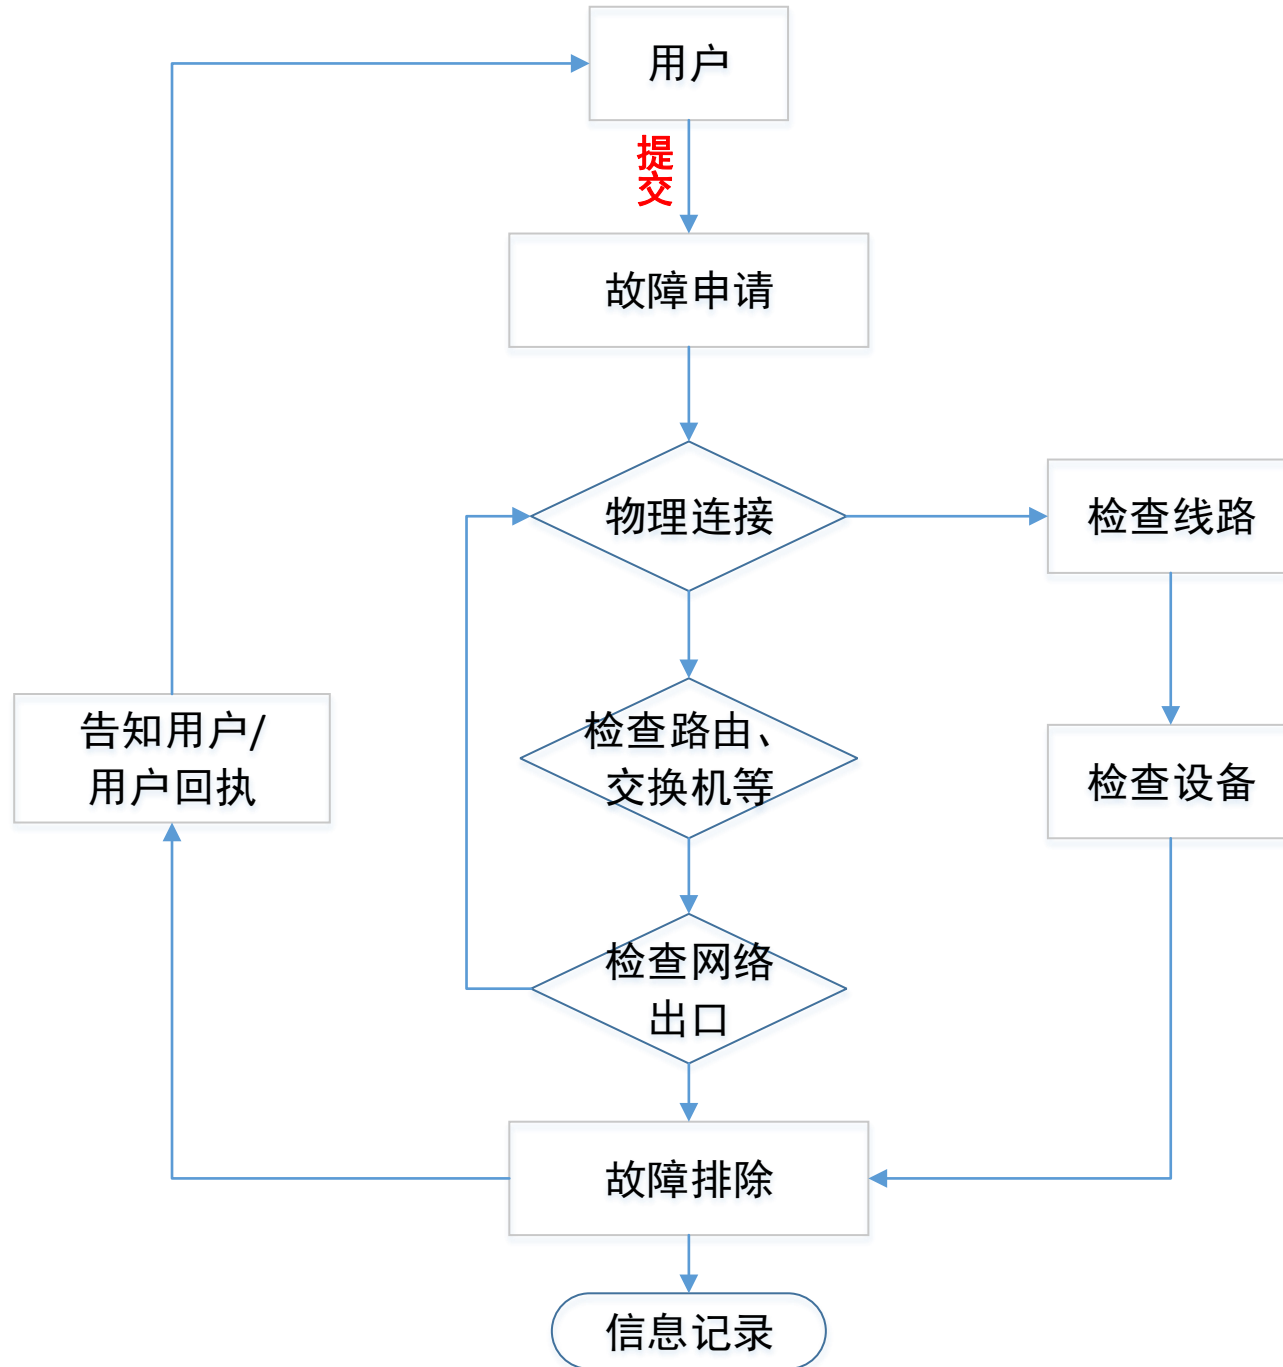 用户
提
交
故障申请
物理连接
检查线路
检查路由、
交换机等
告知用户/
用户回执
检查设备
检查网络
出口
故障排除
信息记录